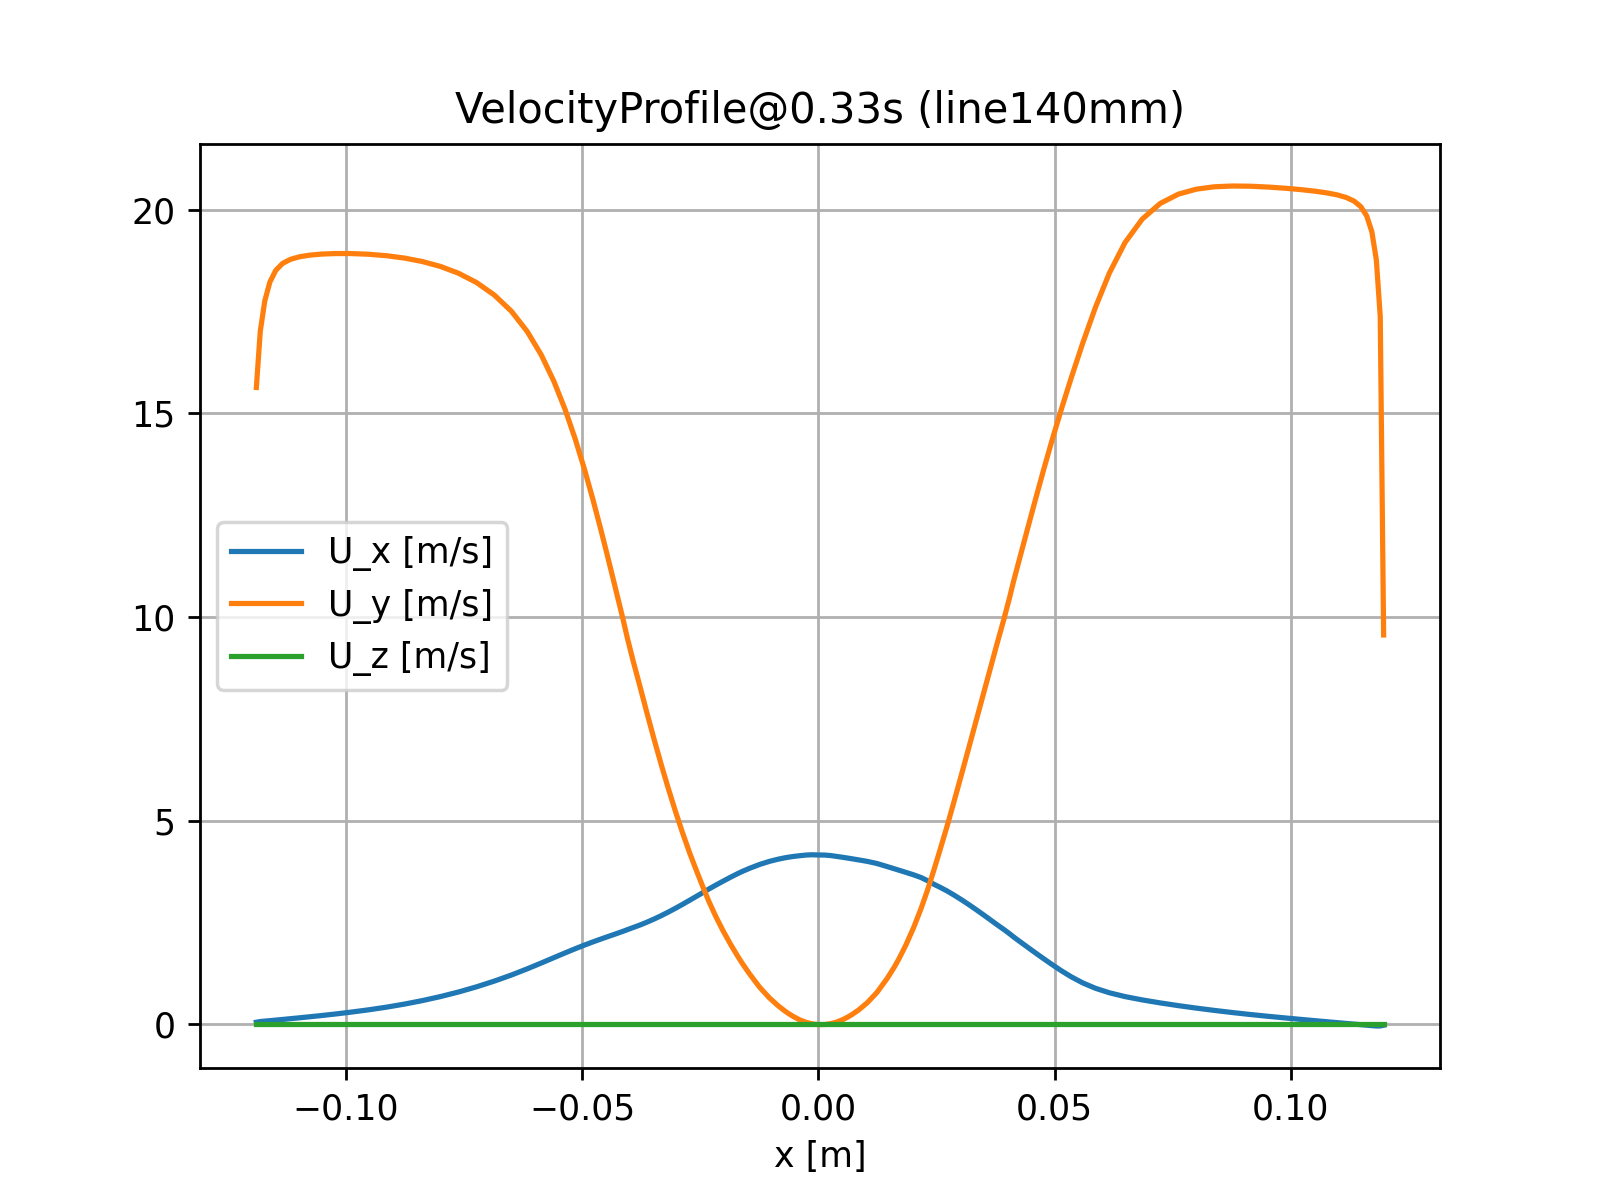 VelocityProfile@0.33s (line140mm)
20
15
10
5
0
U_x [m/s]
U_y [m/s]
U_z [m/s]
−0.10 −0.05 0.00 0.05 0.10
x [m]